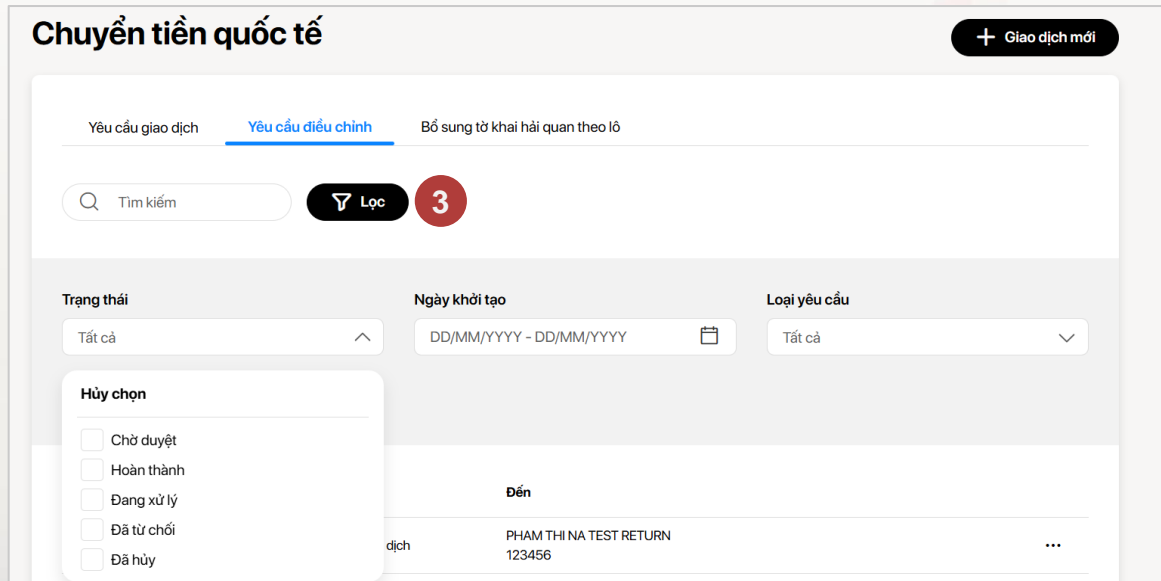 Chuyển tiền quốc tế
Giao dịch mới
Yêu cầu giao dịch
Yêu cầu điều chỉnh
Bổ sung tờ khai hải quan theo lô
Tìm kiếm
Lọc
3
Trạng thái
Ngày khởi tạo
Loại yêu cầu
Tất cả
DD/MM/YYYY - DD/MM/YYYY
Tất cả
Hủy chọn
Chờ duyệt
Hoàn thành
Đang xử lý
Đã từ chối
Đã hủy
Đến
dịch
PHAM THI NA TEST RETURN
123456